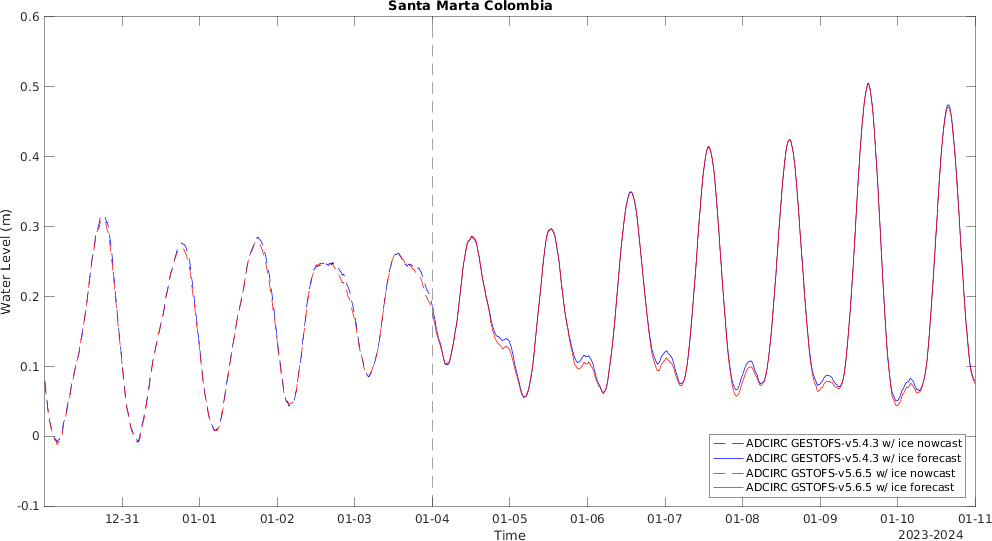 Santa Marta Colombia
0.6
0.5
0.4
0.3
0.2
0.1
0
-0.1
Water Level (m)
ADCIRC GESTOFS-v5.4.3 w/ ice nowcast
ADCIRC GESTOFS-v5.4.3 w/ ice forecast
ADCIRC GSTOFS-v5.6.5 w/ ice nowcast
ADCIRC GSTOFS-v5.6.5 w/ ice forecast
12-31 01-01 01-02 01-03 01-04 01-05 01-06 01-07 01-08 01-09 01-10 01-11
Time
2023-2024